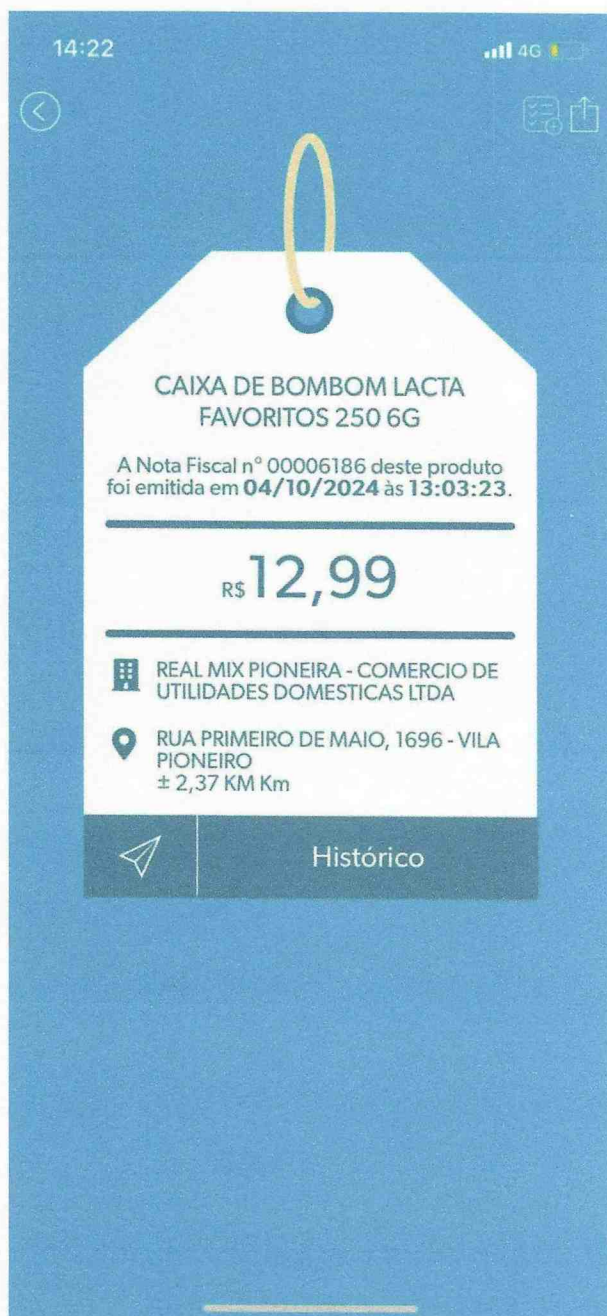 14:22
4G
CAIXA DE BOMBOM LACTA
FAVORITOS 250 6G
A Nota Fiscal nº 00006186 deste produto
foi emitida em 04/10/2024 às 13:03:23.
R$12,99
REAL MIX PIONEIRA - COMERCIO DE
UTILIDADES DOMESTICAS LTDA
RUA PRIMEIRO DE MAIO, 1696 - VILA
PIONEIRO
± 2,37 KM Km
Histórico